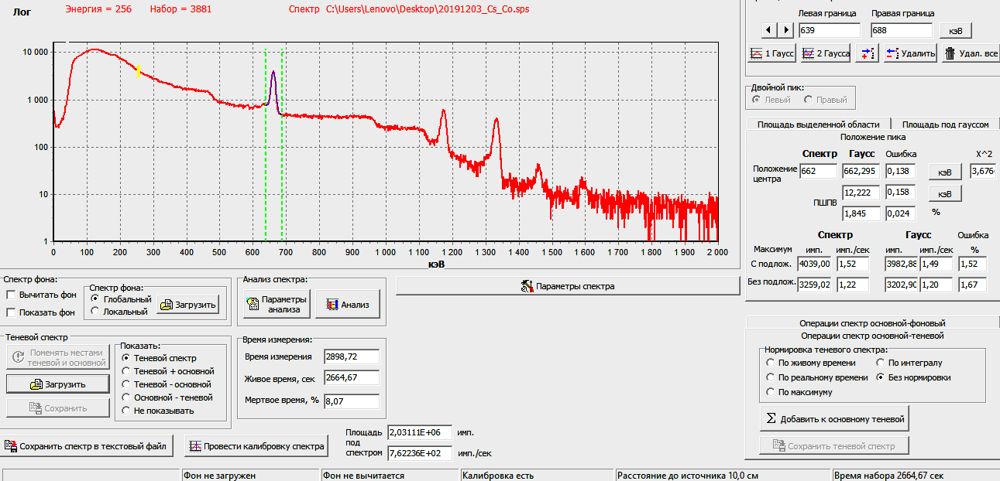 Лог
Энергия = 256 Набор = 3881 Спектр C:\Users\Lenovo\Desktop\20191203_Cs_Co.sps
10 000
1 000
100
10
1
0 100 200 300 400 500 600 700 800 900 1 000 1 100 1 200 1 300 1 400 1 500 1 600 1 700 1 800 1 900 2 000
кэВ
Левая граница Правая граница
639 688 кэВ
1 Гаусс 2 Гаусса Удалить Удал. все
Двойной пик:
Левый Правый
Площадь выделенной области Площадь под гауссом
Положение пика
Спектр Гаусс Ошибка X^2
Положение центра 662 662,295 0,138 кэВ 3,676
ПШПВ 12,222 0,158 кэВ
1,845 0,024 %
Спектр Гаусс Ошибка
Максимум имп. имп./сек имп. имп./сек %
С подлож. 4039,00 1,52 3982,88 1,49 1,52
Без подлож. 3259,02 1,22 3202,90 1,20 1,67
Спектр фона:
Вычитать фон
Показать фон
Спектр фона:
Глобальный
Локальный
Загрузить
Анализ спектра:
Параметры
анализа
Анализ
Параметры спектра
Теневой спектр
Поменять местами
теневой и основной
Загрузить
Сохранить
Показать:
Теневой спектр
Теневой + основной
Теневой - основной
Основной - теневой
Не показывать
Время измерения:
Время измерения 2898,72
Живое время, сек 2664,67
Мертвое время, % 8,07
Операции спектр основной-фоновый
Операции спектр основной-теневой
Нормировка теневого спектра:
По живому времени По интегралу
По реальному времени Без нормировки
По максимуму
Σ Добавить к основному теневой
Сохранить теневой спектр
Сохранить спектр в текстовый файл
Провести калибровку спектра
Площадь
под
спектром
2,03111E+06 имп.
7,62236E+02 имп./сек
Фон не загружен Фон не вычитается Калибровка есть Расстояние до источника 10,0 см Время набора 2664,67 сек